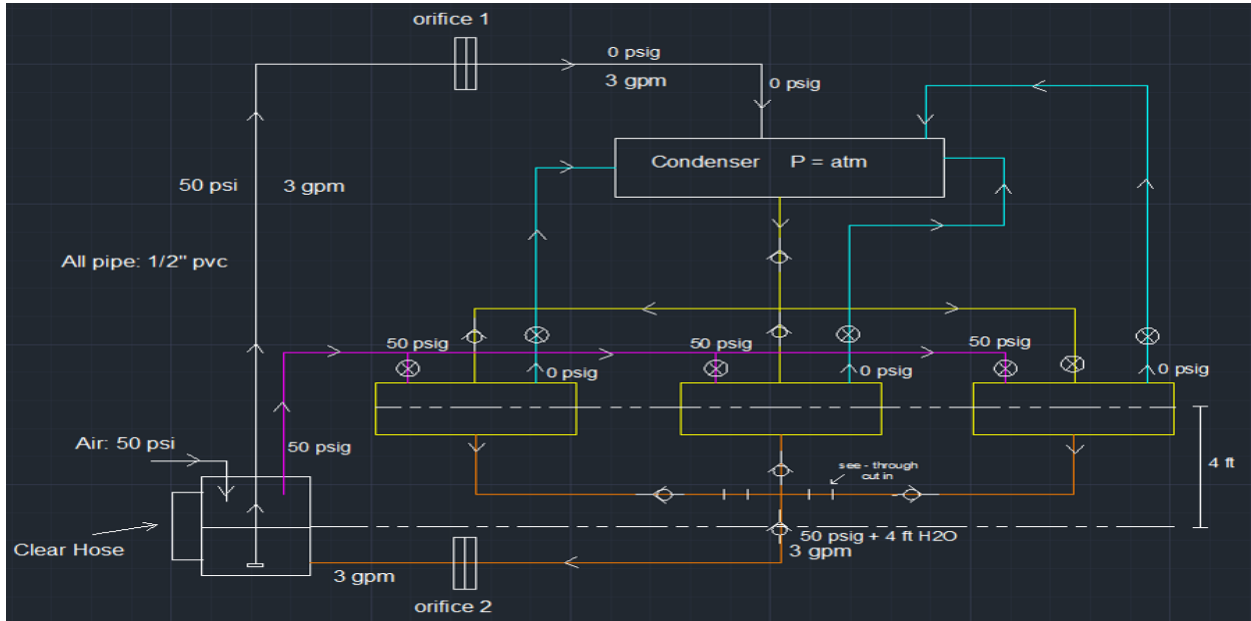 orifice 1
0 psig
3 gpm
0 psig
Condenser P = atm
50 psi
3 gpm
All pipe: 1/2" pvc
50 psig
50 psig
50 psig
0 psig
0 psig
0 psig
Air: 50 psi
50 psig
see - through
cut in
4 ft
Clear Hose
50 psig + 4 ft H2O
3 gpm
3 gpm
orifice 2